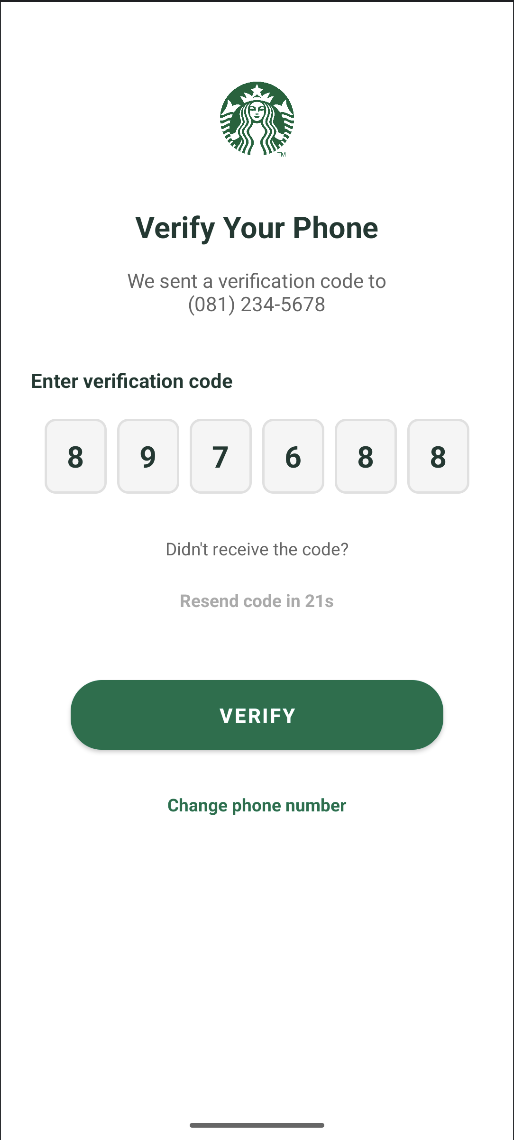 TM
Verify Your Phone
We sent a verification code to
(081) 234-5678
Enter verification code
8 9 7 6 8 8
Didn't receive the code?
Resend code in 21s
VERIFY
Change phone number